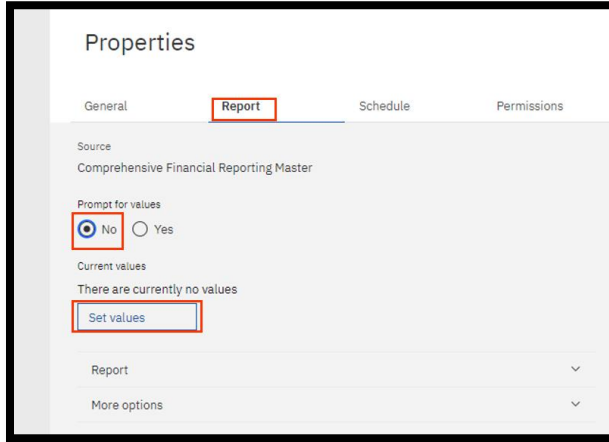 Properties
General Report Schedule Permissions
Source
Comprehensive Financial Reporting Master
Prompt for values
No Yes
Current values
There are currently no values
Set values
Report
More options